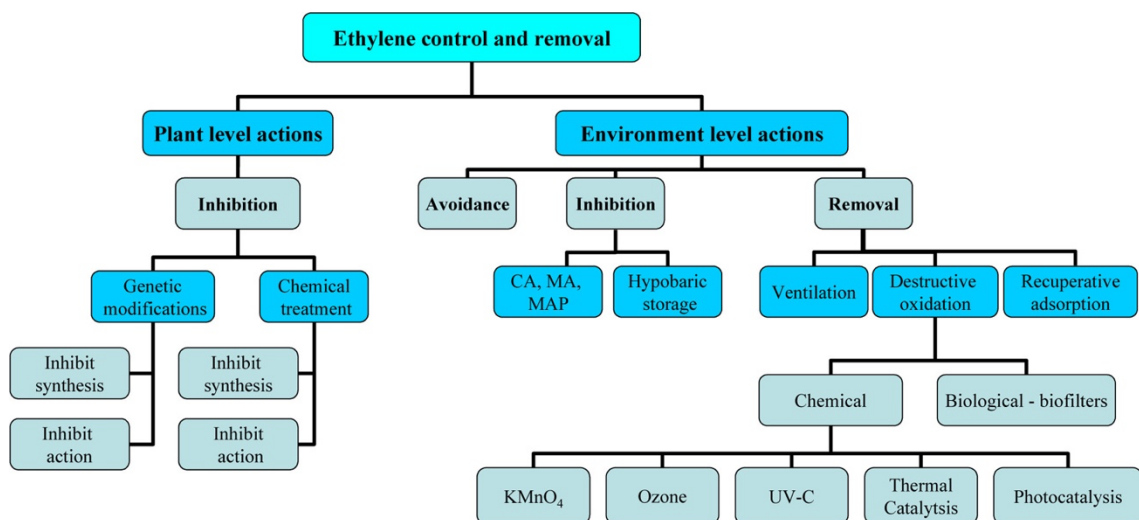 Ethylene control and removal
Plant level actions
Environment level actions
Inhibition
Avoidance
Inhibition
Removal
Genetic
modifications
Chemical
treatment
CA, MA,
MAP
Hypobaric
storage
Ventilation
Destructive
oxidation
Recuperative
adsorption
Inhibit
synthesis
Inhibit
synthesis
Inhibit
action
Inhibit
action
Chemical
Biological - biofilters
KMnO₄
Ozone
UV-C
Thermal
Catalytsis
Photocatalysis